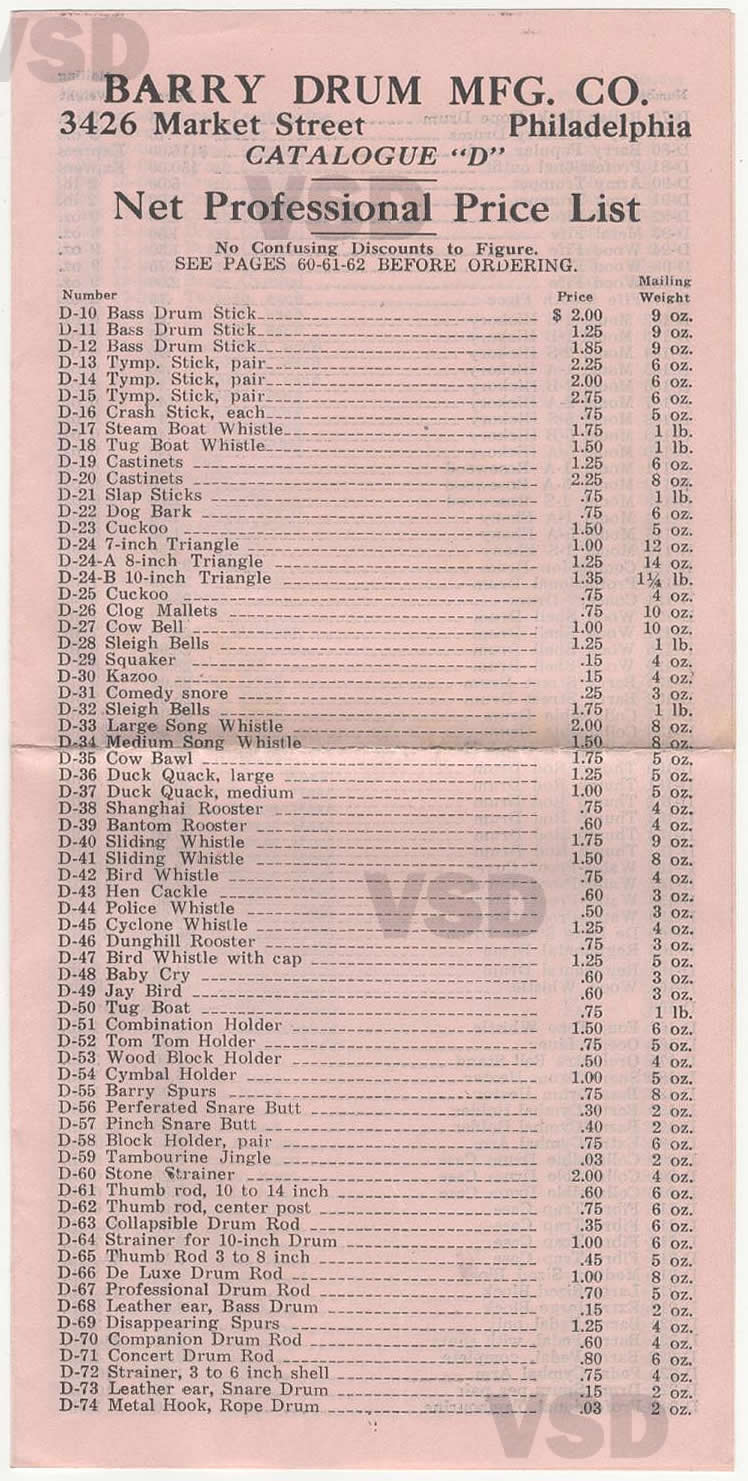 VSD
BARRY DRUM MFG. CO.
3426 Market Street Philadelphia
CATALOGUE "D"
VSD
Net Professional Price List
No Confusing Discounts to Figure.
SEE PAGES 60-61-62 BEFORE ORDERING.
Mailing
Number Price Weight
D-10 Bass Drum Stick $ 2.00 9 oz.
D-11 Bass Drum Stick 1.25 9 oz.
D-12 Bass Drum Stick 1.85 9 oz.
D-13 Tymp. Stick, pair 2.25 6 oz.
D-14 Tymp. Stick, pair 2.00 6 oz.
D-15 Tymp. Stick, pair 2.75 6 oz.
D-16 Crash Stick, each .75 5 oz.
D-17 Steam Boat Whistle 1.75 1 lb.
D-18 Tug Boat Whistle 1.50 1 lb.
D-19 Castinets 1.25 6 oz.
D-20 Castinets 2.25 8 oz.
D-21 Slap Sticks .75 1 lb.
D-22 Dog Bark .75 6 oz.
D-23 Cuckoo 1.50 5 oz.
D-24 7-inch Triangle 1.00 12 oz.
D-24-A 8-inch Triangle 1.25 14 oz.
D-24-B 10-inch Triangle 1.35 1¼ lb.
D-25 Cuckoo .75 4 oz.
D-26 Clog Mallets .75 10 oz.
D-27 Cow Bell 1.00 10 oz.
D-28 Sleigh Bells 1.25 1 lb.
D-29 Squaker .15 4 oz.
D-30 Kazoo .15 4 oz.
D-31 Comedy snore .25 3 oz.
D-32 Sleigh Bells 1.75 1 lb.
D-33 Large Song Whistle 2.00 8 oz.
D-34 Medium Song Whistle 1.50 8 oz.
D-35 Cow Bawl 1.75 5 oz.
D-36 Duck Quack, large 1.25 5 oz.
D-37 Duck Quack, medium 1.00 5 oz.
D-38 Shanghai Rooster .75 4 oz.
D-39 Bantom Rooster .60 4 oz.
D-40 Sliding Whistle 1.75 9 oz.
D-41 Sliding Whistle 1.50 8 oz.
D-42 Bird Whistle .75 4 oz.
D-43 Hen Cackle .60 3 oz.
VSD
D-44 Police Whistle .50 3 oz.
D-45 Cyclone Whistle 1.25 4 oz.
D-46 Dunghill Rooster .75 3 oz.
D-47 Bird Whistle with cap 1.25 5 oz.
D-48 Baby Cry .60 3 oz.
D-49 Jay Bird .60 3 oz.
D-50 Tug Boat .75 1 lb.
D-51 Combination Holder 1.50 6 oz.
D-52 Tom Tom Holder .75 5 oz.
D-53 Wood Block Holder .50 4 oz.
D-54 Cymbal Holder 1.00 5 oz.
D-55 Barry Spurs .75 8 oz.
D-56 Perferated Snare Butt .30 2 oz.
D-57 Pinch Snare Butt .40 2 oz.
D-58 Block Holder, pair .75 6 oz.
D-59 Tambourine Jingle .03 2 oz.
D-60 Stone Strainer 2.00 4 oz.
D-61 Thumb rod, 10 to 14 inch .60 6 oz.
D-62 Thumb rod, center post .75 6 oz.
D-63 Collapsible Drum Rod .35 6 oz.
D-64 Strainer for 10-inch Drum 1.00 6 oz.
D-65 Thumb Rod 3 to 8 inch .45 5 oz.
D-66 De Luxe Drum Rod 1.00 8 oz.
D-67 Professional Drum Rod .70 5 oz.
D-68 Leather ear, Bass Drum .15 2 oz.
D-69 Disappearing Spurs 1.25 4 oz.
D-70 Companion Drum Rod .60 4 oz.
D-71 Concert Drum Rod .80 6 oz.
D-72 Strainer, 3 to 6 inch shell .75 4 oz.
D-73 Leather ear, Snare Drum .15 2 oz.
D-74 Metal Hook, Rope Drum .03 2 oz.
VSD